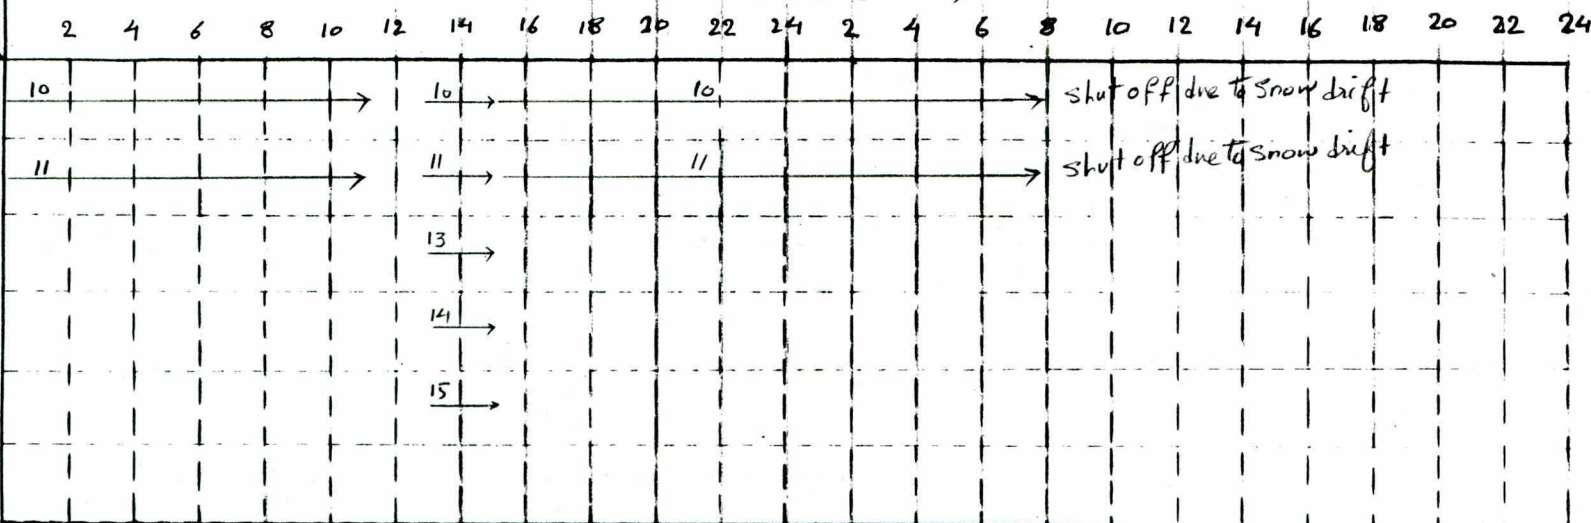 2 4 6 8 10 12 14 16 18 20 22 24 2 4 6 8 10 12 14 16 18 20 22 24
10 10 10 shut off due to snow drift
11 11 11 shut off due to snow drift
13
14
15